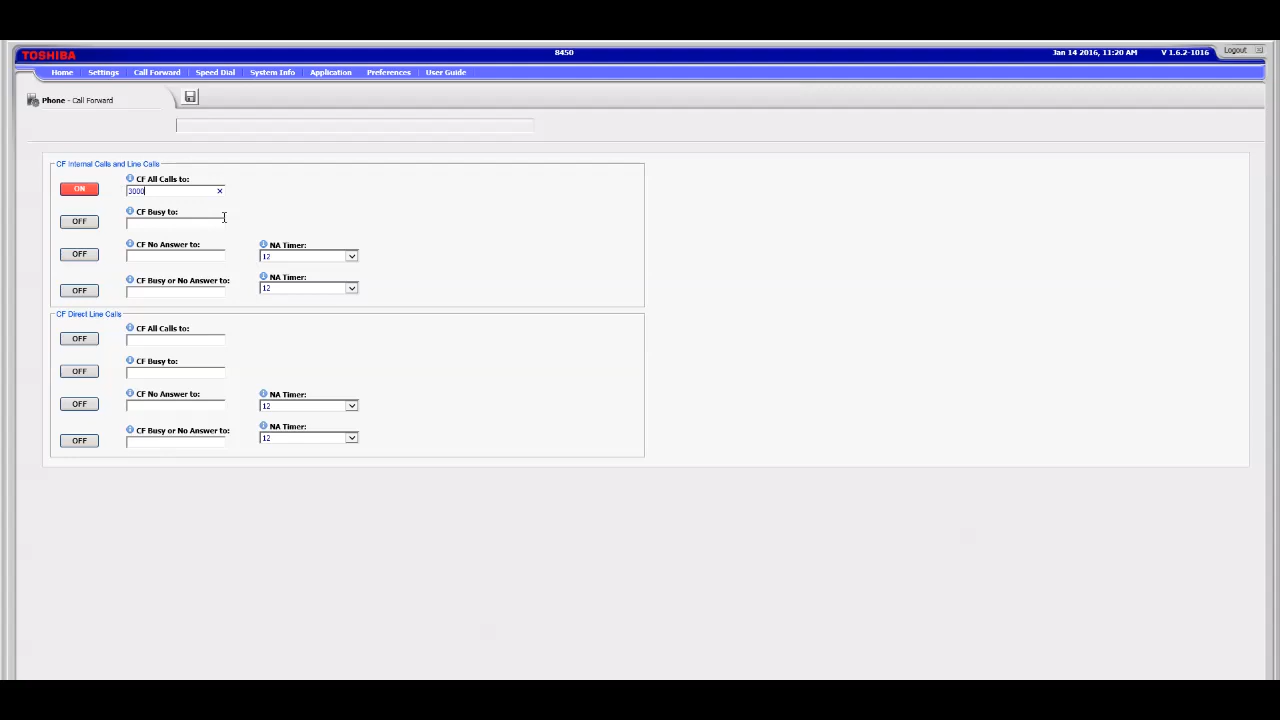 TOSHIBA 8450 Jan 14 2016, 11:20 AM V 1.6.2-1016 Logout
Home Settings Call Forward Speed Dial System Info Application Preferences User Guide
Phone - Call Forward
CF Internal Calls and Line Calls
CF All Calls to:
ON 3000
CF Busy to:
OFF
CF No Answer to: NA Timer:
OFF 12
CF Busy or No Answer to: NA Timer:
OFF 12
CF Direct Line Calls
CF All Calls to:
OFF
CF Busy to:
OFF
CF No Answer to: NA Timer:
OFF 12
CF Busy or No Answer to: NA Timer:
OFF 12